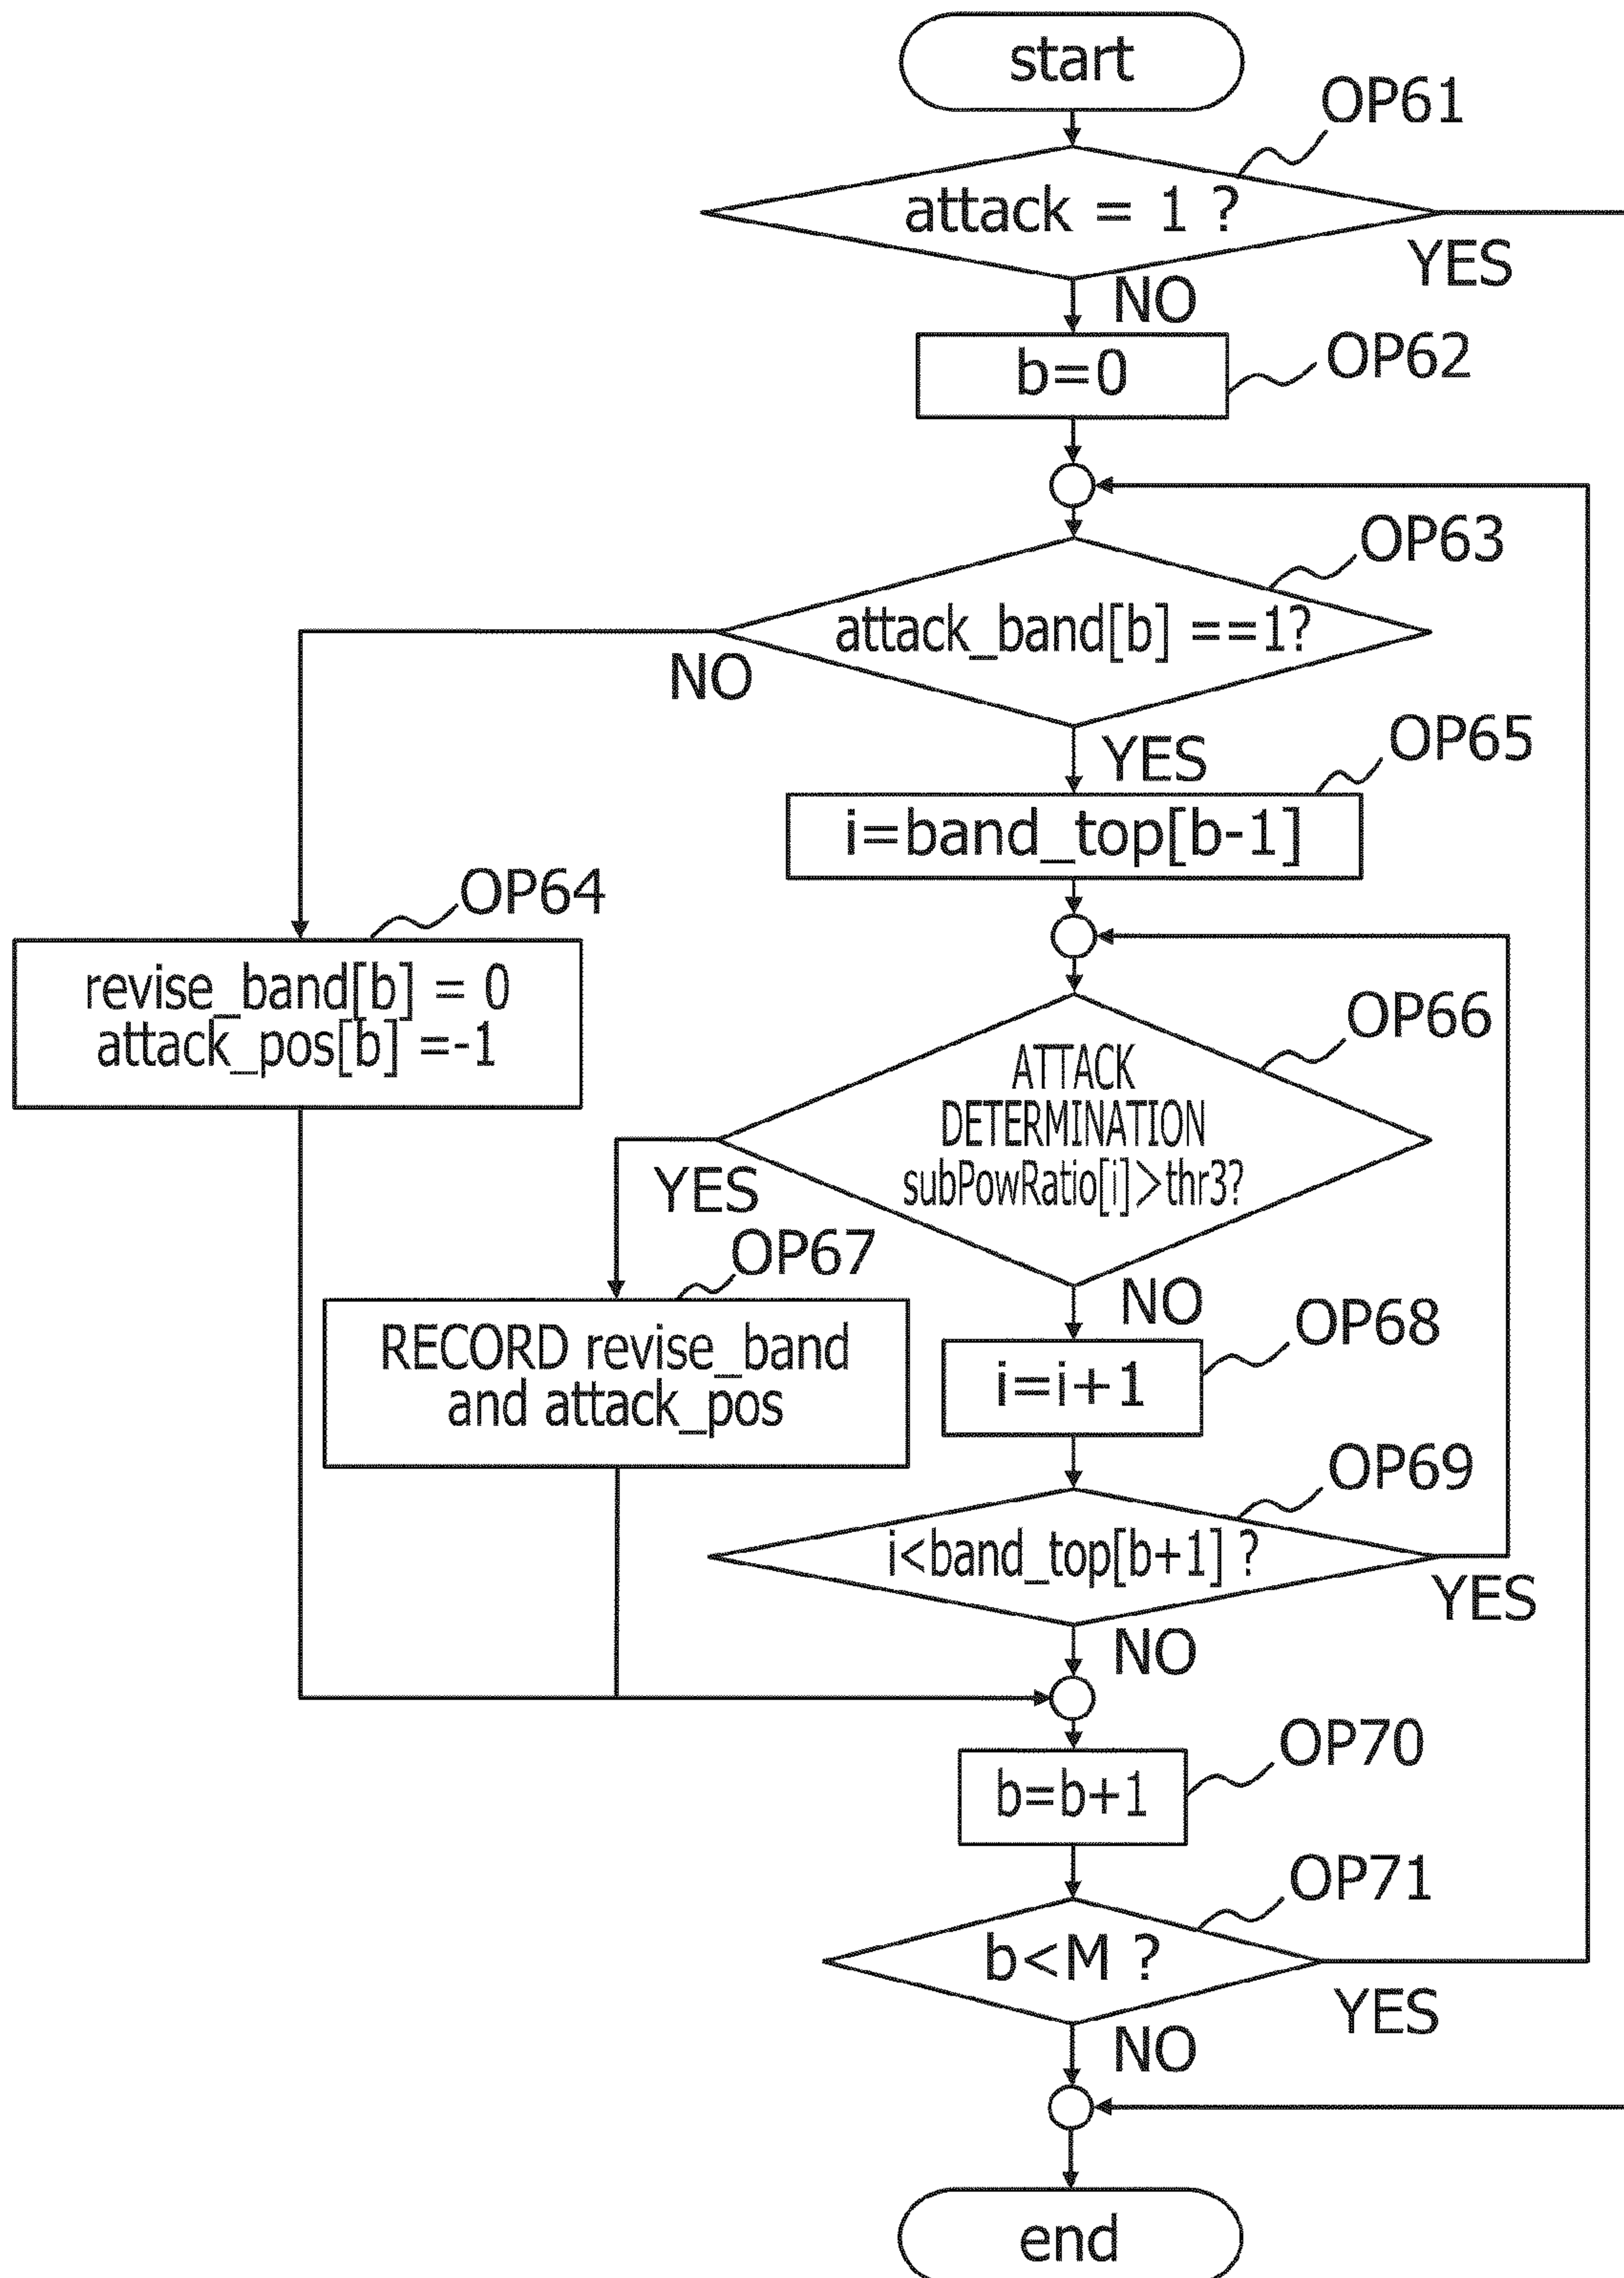 start
OP61
attack = 1 ?
YES
NO
OP62
b=0
OP63
attack_band[b] ==1?
NO
YES
OP65
i=band_top[b-1]
OP64
revise_band[b] = 0
attack_pos[b] =-1
OP66
ATTACK
DETERMINATION
subPowRatio[i]>thr3?
YES
OP67
NO
RECORD revise_band
and attack_pos
OP68
i=i+1
OP69
i<band_top[b+1] ?
YES
NO
OP70
b=b+1
OP71
b<M ?
YES
NO
end